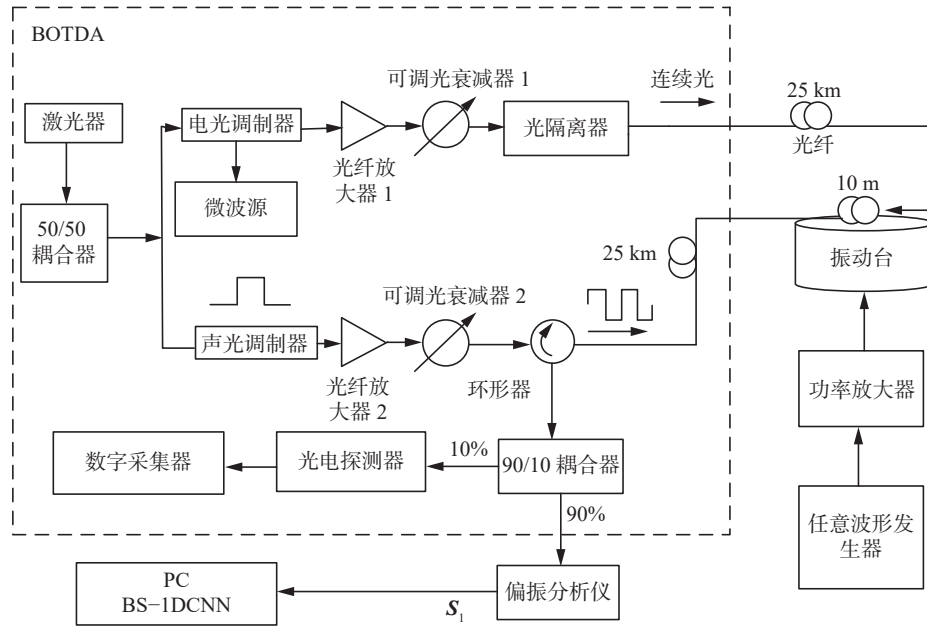 BOTDA
激光器
50/50
耦合器
电光调制器
微波源
光纤放
大器 1
可调光衰减器 1
光隔离器
连续光
25 km
光纤
10 m
振动台
25 km
声光调制器
光纤放
大器 2
可调光衰减器 2
环形器
功率放大器
任意波形发
生器
90/10 耦合器
10%
光电探测器
数字采集器
90%
偏振分析仪
S1
PC
BS−1DCNN